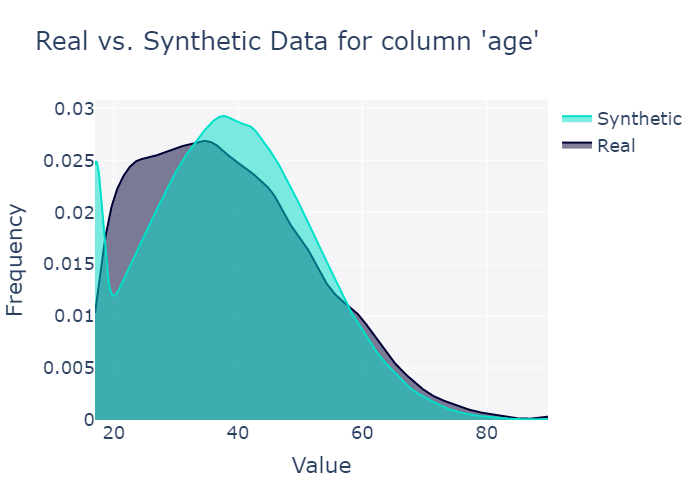 Real vs. Synthetic Data for column 'age'
Synthetic
Real
Frequency
0.03
0.025
0.02
0.015
0.01
0.005
0
20 40 60 80
Value